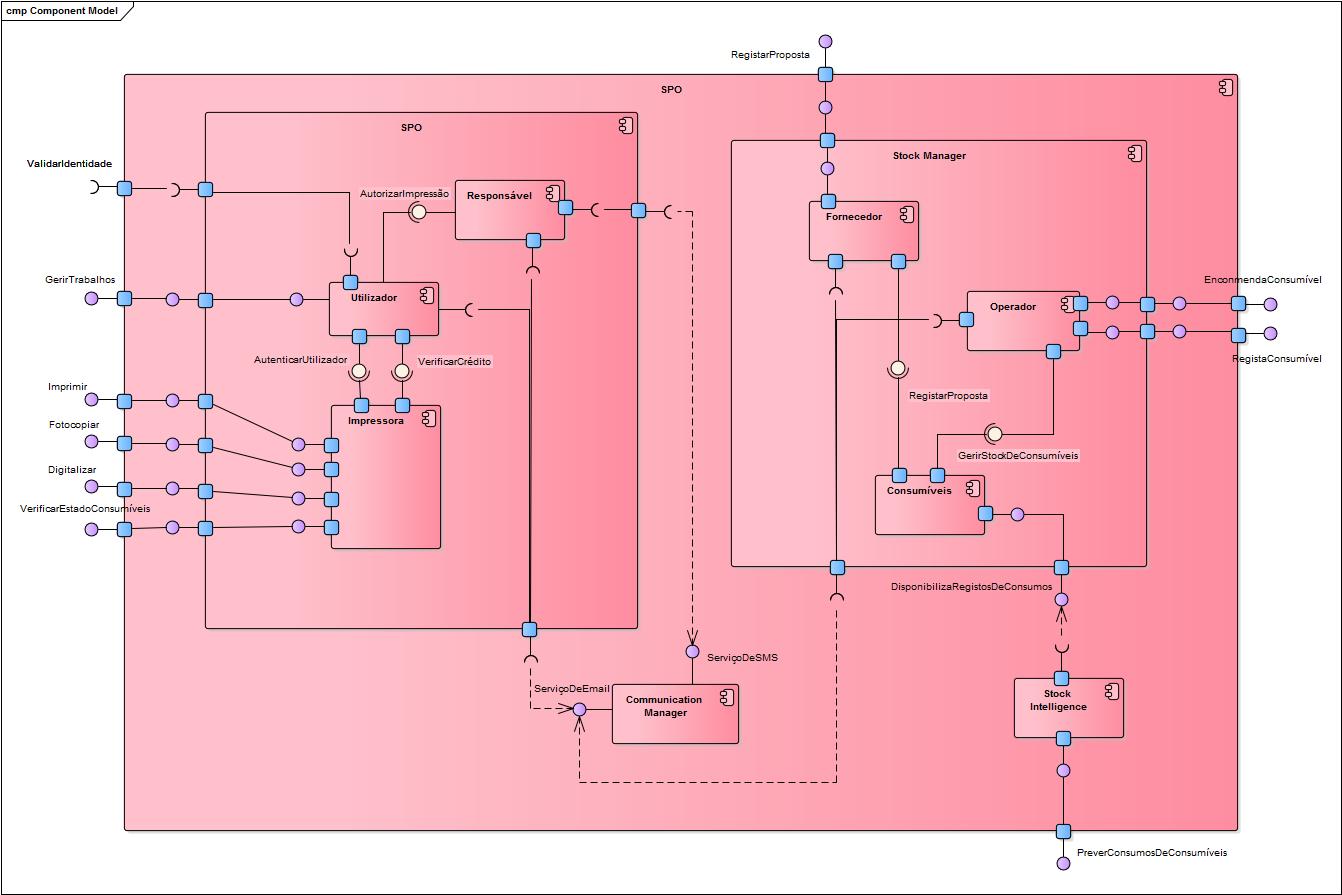 cmp Component Model
RegistarProposta
SPO
SPO
Stock Manager
ValidarIdentidade
AutorizarImpressão
Responsável
Fornecedor
GerirTrabalhos
Utilizador
EnconmendaConsumível
Operador
AutenticarUtilizador
VerificarCrédito
RegistaConsumível
Imprimir
RegistarProposta
Fotocopiar
Impressora
GerirStockDeConsumíveis
Digitalizar
Consumíveis
VerificarEstadoConsumíveis
DisponibilizaRegistosDeConsumos
ServiçoDeSMS
ServiçoDeEmail
Communication
Manager
Stock
Intelligence
PreverConsumosDeConsumíveis